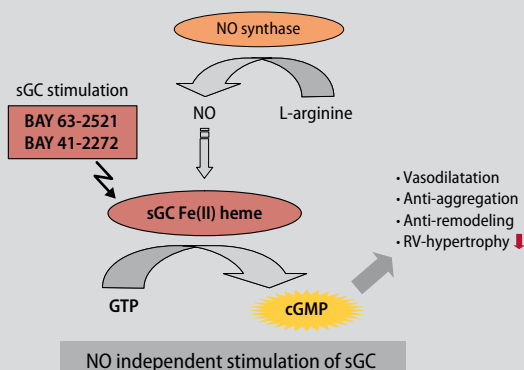 NO synthase
sGC stimulation
BAY 63-2521
BAY 41-2272
NO
L-arginine
sGC Fe(II) heme
· Vasodilatation
· Anti-aggregation
· Anti-remodeling
· RV-hypertrophy
GTP
cGMP
NO independent stimulation of sGC